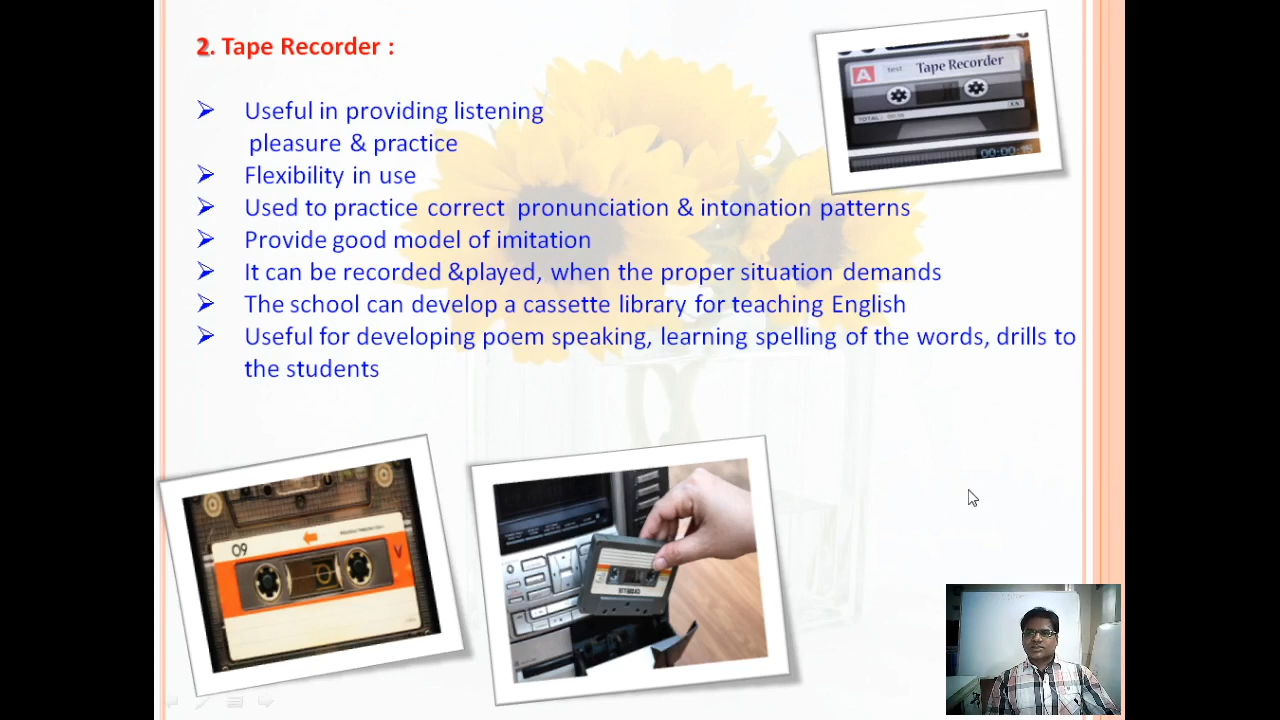 2. Tape Recorder :
A test Tape Recorder
TOTAL : 00:30
00:00:15
➢ Useful in providing listening
pleasure & practice
➢ Flexibility in use
➢ Used to practice correct pronunciation & intonation patterns
➢ Provide good model of imitation
➢ It can be recorded &played, when the proper situation demands
➢ The school can develop a cassette library for teaching English
➢ Useful for developing poem speaking, learning spelling of the words, drills to
the students
09
V